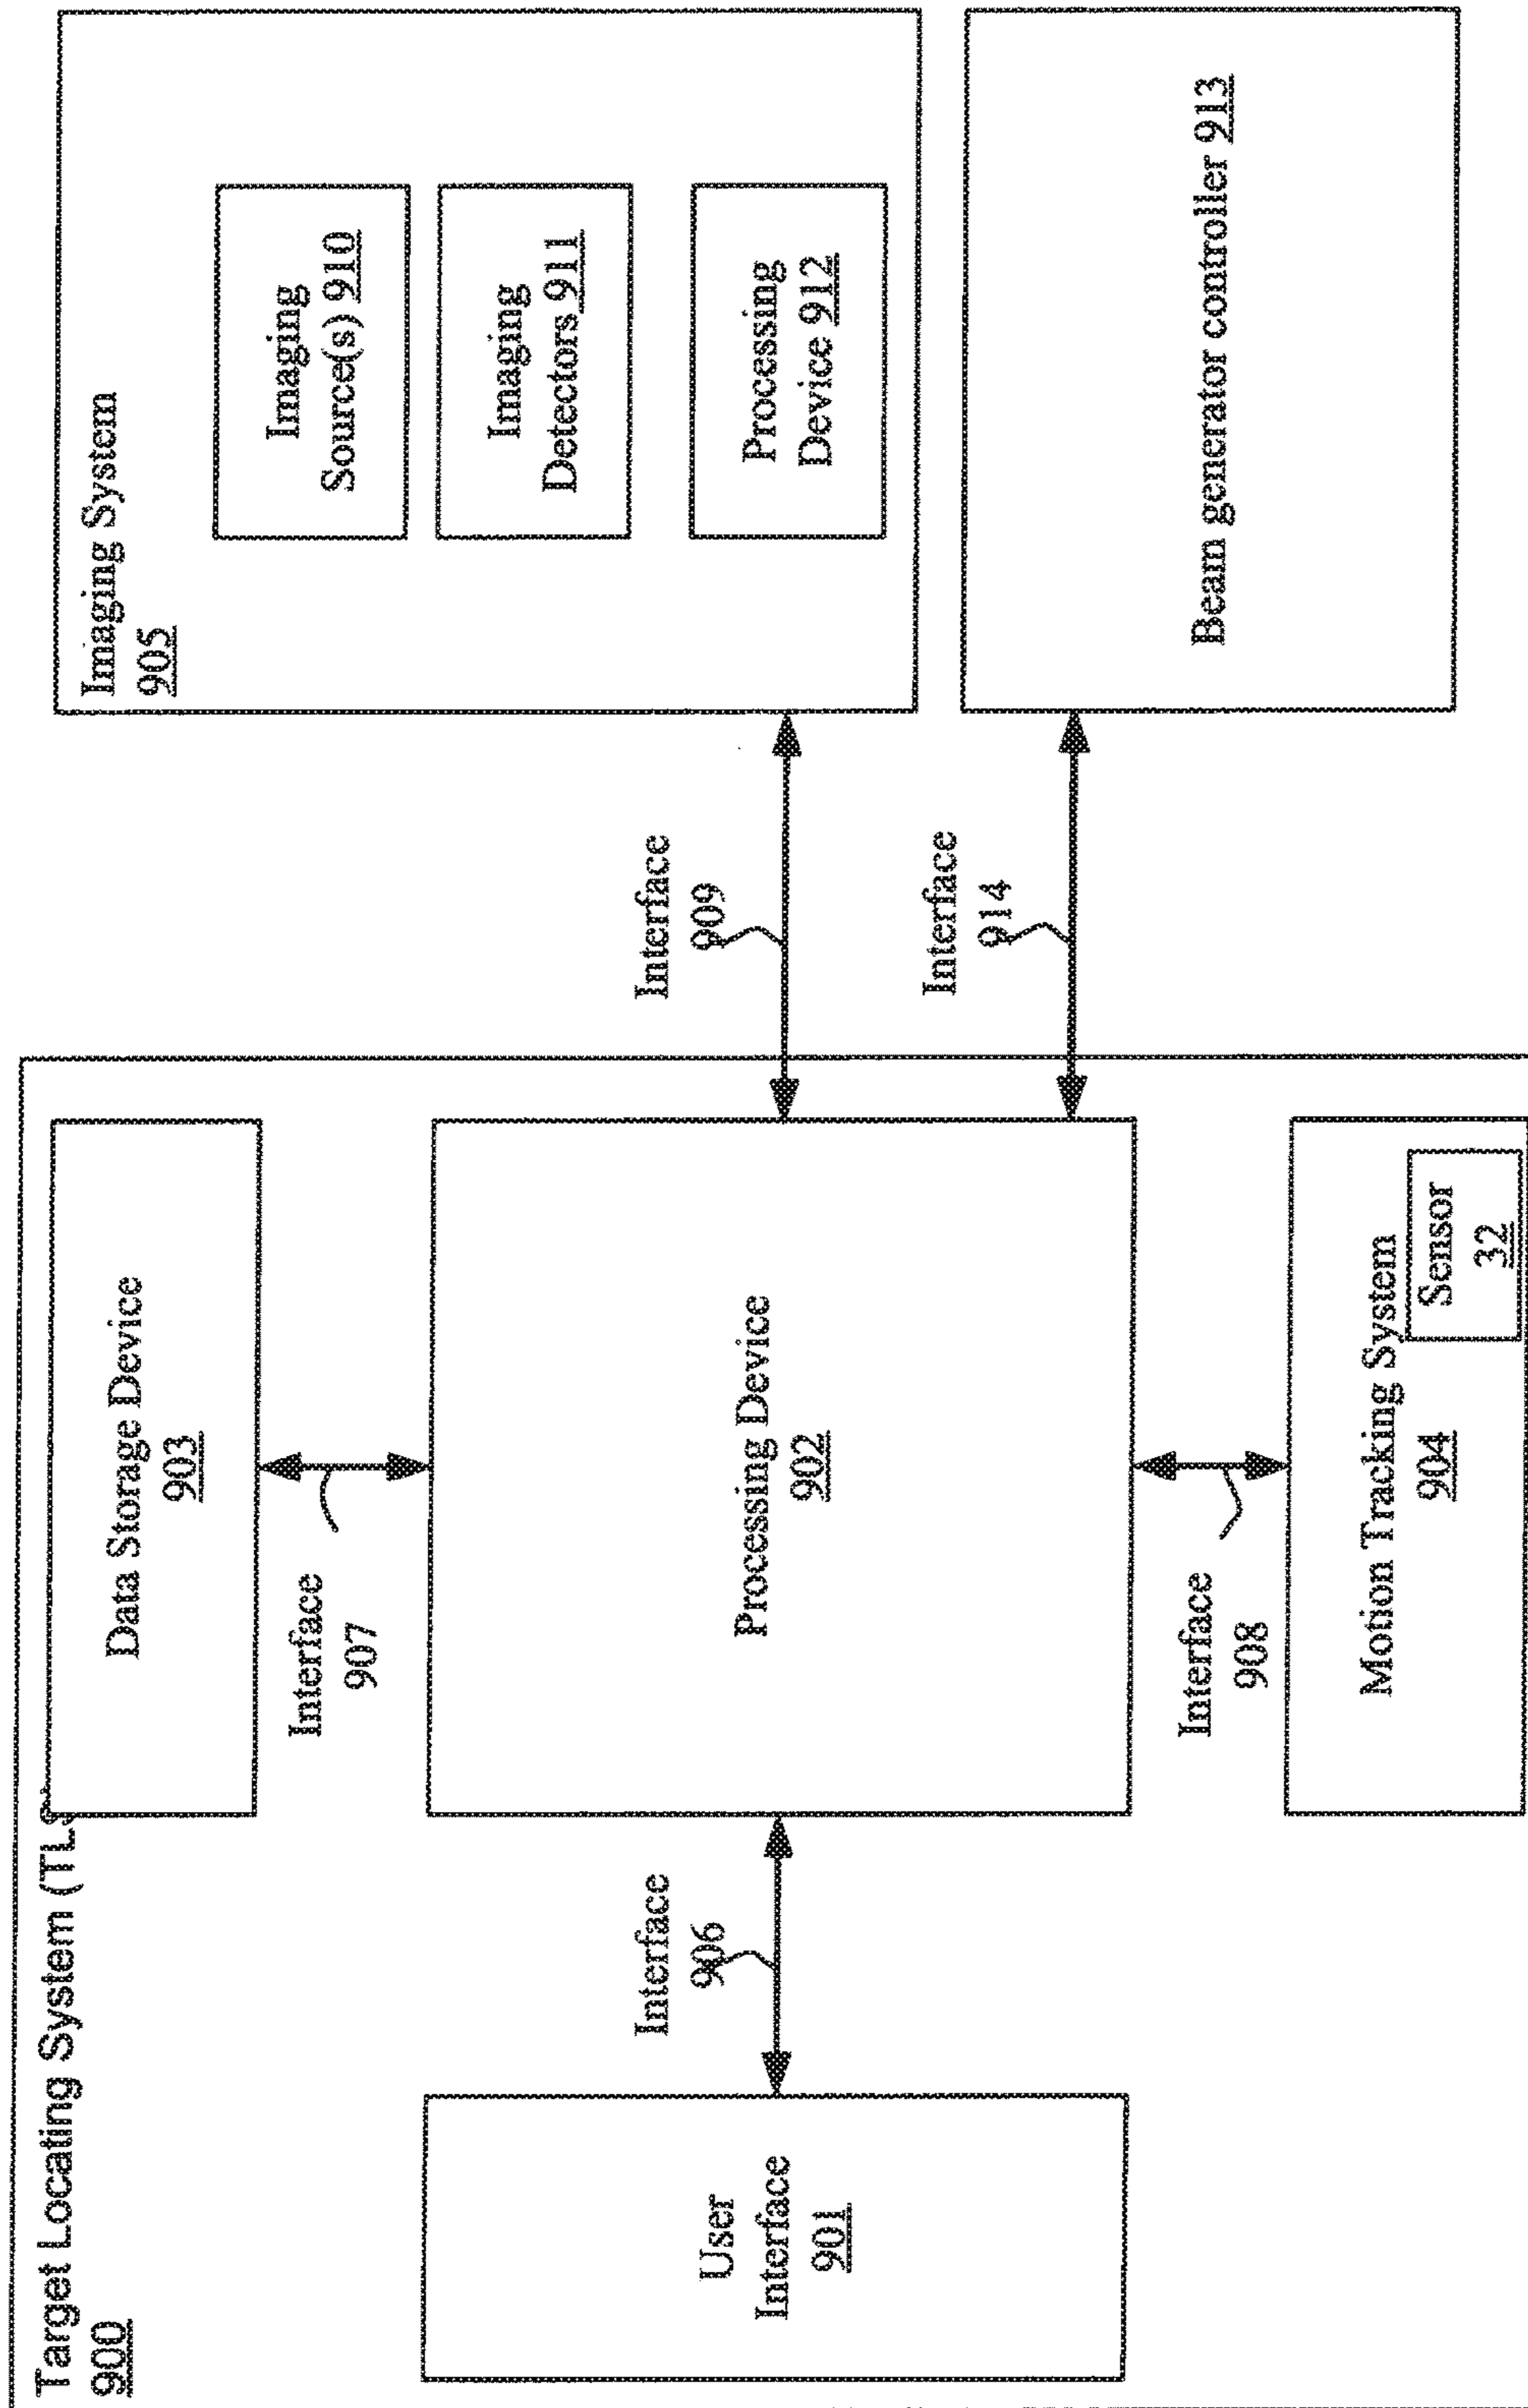 Target Locating System (TLS
900
Data Storage Device
903
Interface
907
User
Interface
901
Interface
906
Processing Device
902
Interface
908
Motion Tracking System
904
Sensor
32
Interface
909
Interface
914
Imaging System
905
Imaging
Source(s) 910
Imaging
Detectors 911
Processing
Device 912
Beam generator controller 913